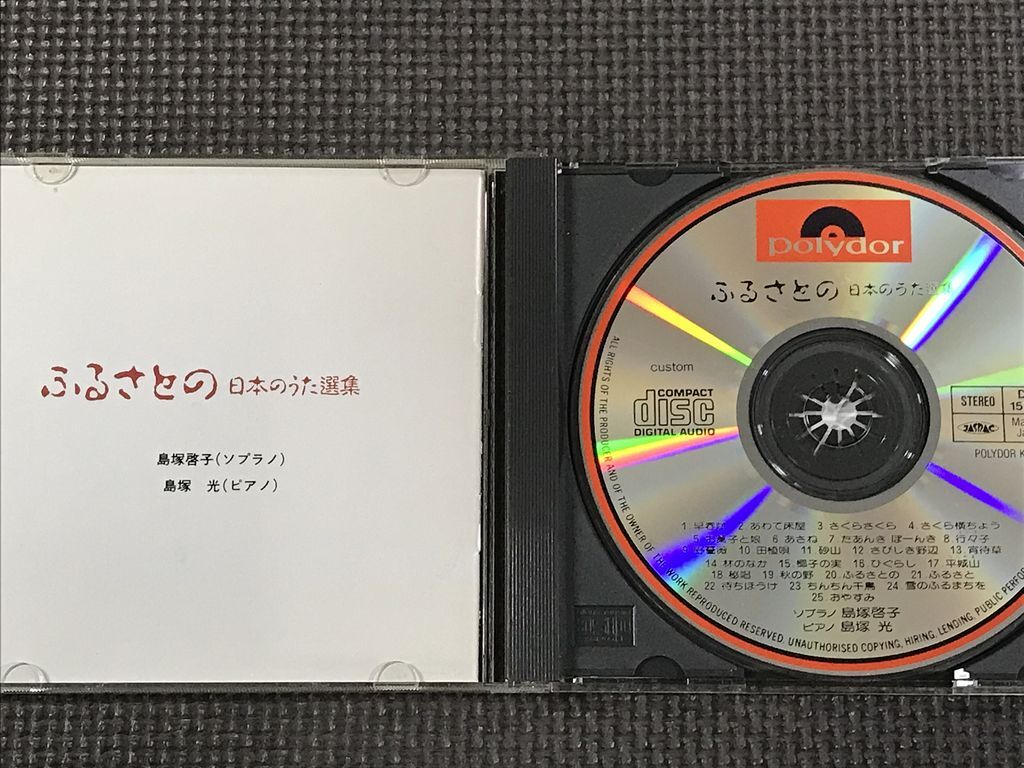 ふるさとの 日本のうた選集
島塚啓子(ソプラノ)
島塚 光(ピアノ)
polydor
ふるさとの 日本のうた選集
custom
COMPACT
disc
DIGITAL AUDIO
STEREO
JASRAC
POLYDOR K
1 早春賦 2 あわて床屋 3 さくらさくら 4 さくら横ちょう
5 お菓子と娘 6 あさね 7 たあんき ぽーんき 8 行々子
10 田植唄 11 砂山 12 さびしき野辺 13 宵待草
14 林のなか 15 椰子の実 16 ひぐらし 17 平城山
18 秘唱 19 秋の野 20 ふるさとの 21 ふるさと
22 待ちぼうけ 23 ちんちん千鳥 24 雪のふるまちを
25 おやすみ
ソプラノ 島塚啓子
ピアノ 島塚 光
ALL RIGHTS OF THE PRODUCER AND OF THE OWNER OF THE WORK REPRODUCED RESERVED. UNAUTHORISED COPYING, HIRING, LENDING, PUBLIC PERFOR